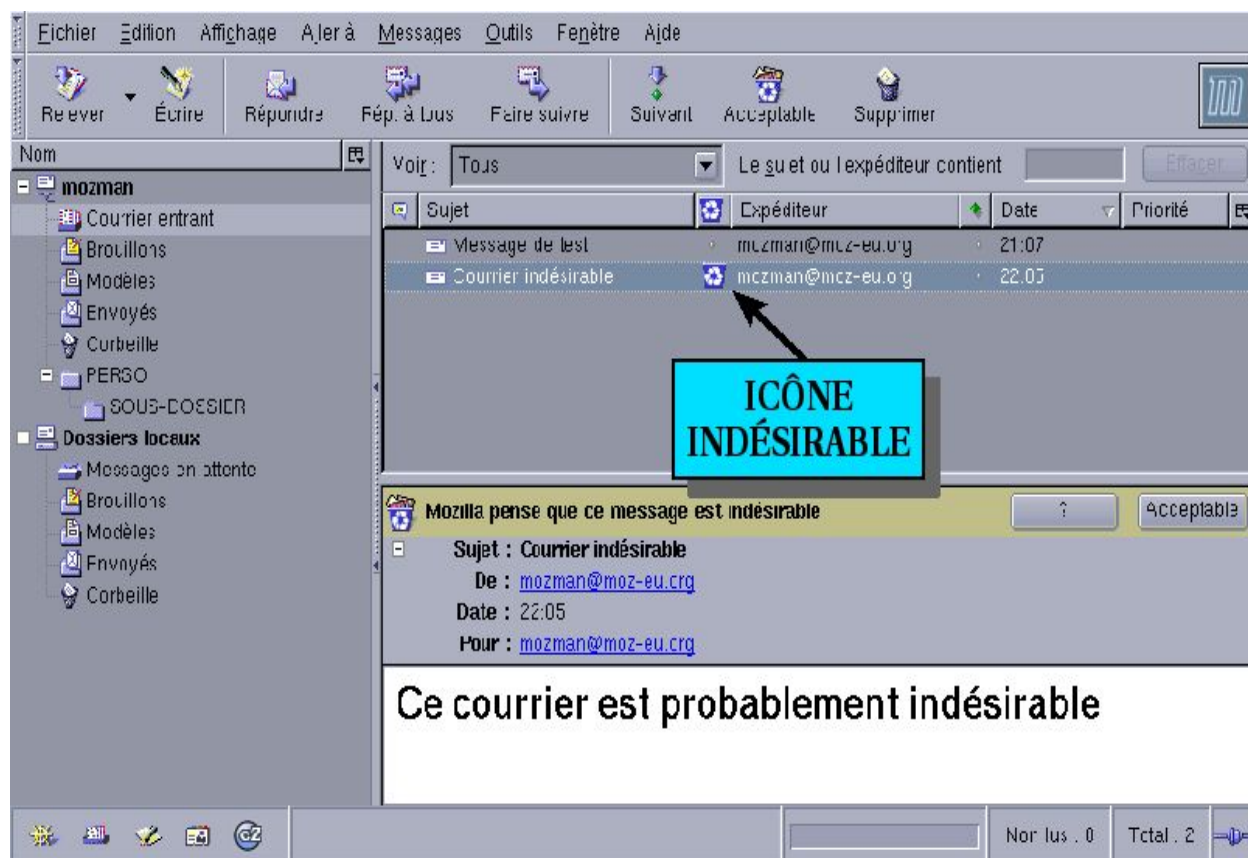 Fichier Edition Affichage Aller à Messages Outils Fenêtre Aide
Relever Écrire Répondre Rép. à tous Faire suivre Suivant Acceptable Supprimer
Nom
mozman
Courrier entrant
Brouillons
Modèles
Envoyés
Corbeille
PERSO
SOUS-DOSSIER
Dossiers locaux
Messages en attente
Brouillons
Modèles
Envoyés
Corbeille
Voir : Tous Le sujet ou l'expéditeur contient Effacer
Sujet Expéditeur Date Priorité
Message de test mozman@moz-eu.org 21:07
Courrier indésirable mozman@moz-eu.org 22:05
ICÔNE
INDÉSIRABLE
Mozilla pense que ce message est indésirable ? Acceptable
Sujet : Courrier indésirable
De : mozman@moz-eu.org
Date : 22:05
Pour : mozman@moz-eu.org
Ce courrier est probablement indésirable
Non lus : 0 Total : 2